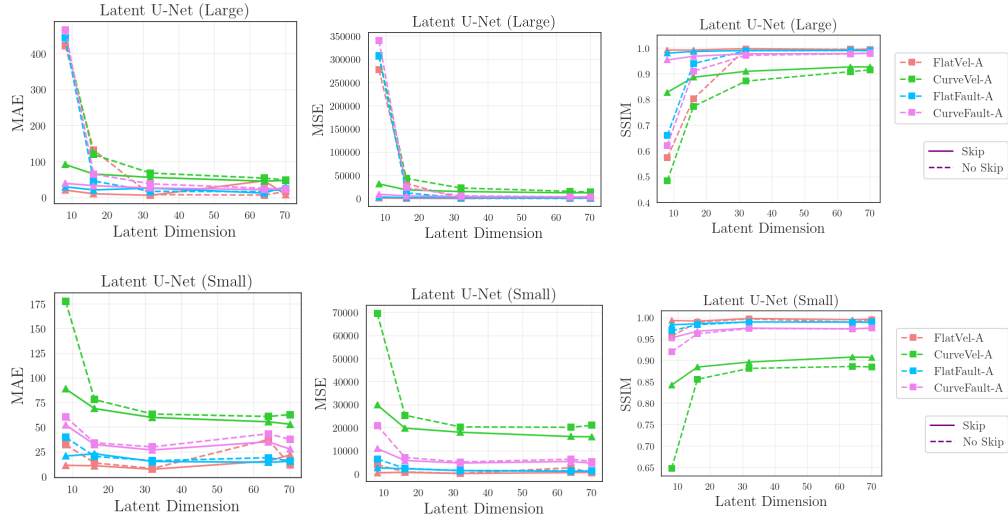 Latent U-Net (Large)
MAE
400
300
200
100
0
10 20 30 40 50 60 70
Latent Dimension
Latent U-Net (Large)
MSE
350000
300000
250000
200000
150000
100000
50000
0
10 20 30 40 50 60 70
Latent Dimension
Latent U-Net (Large)
SSIM
1.0
0.9
0.8
0.7
0.6
0.5
0.4
10 20 30 40 50 60 70
Latent Dimension
FlatVel-A
CurveVel-A
FlatFault-A
CurveFault-A
Skip
No Skip
Latent U-Net (Small)
MAE
175
150
125
100
75
50
25
0
10 20 30 40 50 60 70
Latent Dimension
Latent U-Net (Small)
MSE
70000
60000
50000
40000
30000
20000
10000
0
10 20 30 40 50 60 70
Latent Dimension
Latent U-Net (Small)
SSIM
1.00
0.95
0.90
0.85
0.80
0.75
0.70
0.65
10 20 30 40 50 60 70
Latent Dimension
FlatVel-A
CurveVel-A
FlatFault-A
CurveFault-A
Skip
No Skip